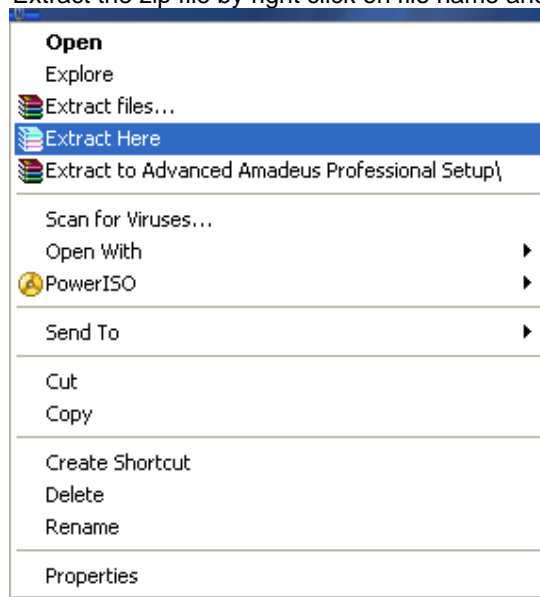 Extract the zip file by right click on file name and
Open
Explore
Extract files...
Extract Here
Extract to Advanced Amadeus Professional Setup\
Scan for Viruses...
Open With
PowerISO
Send To
Cut
Copy
Create Shortcut
Delete
Rename
Properties